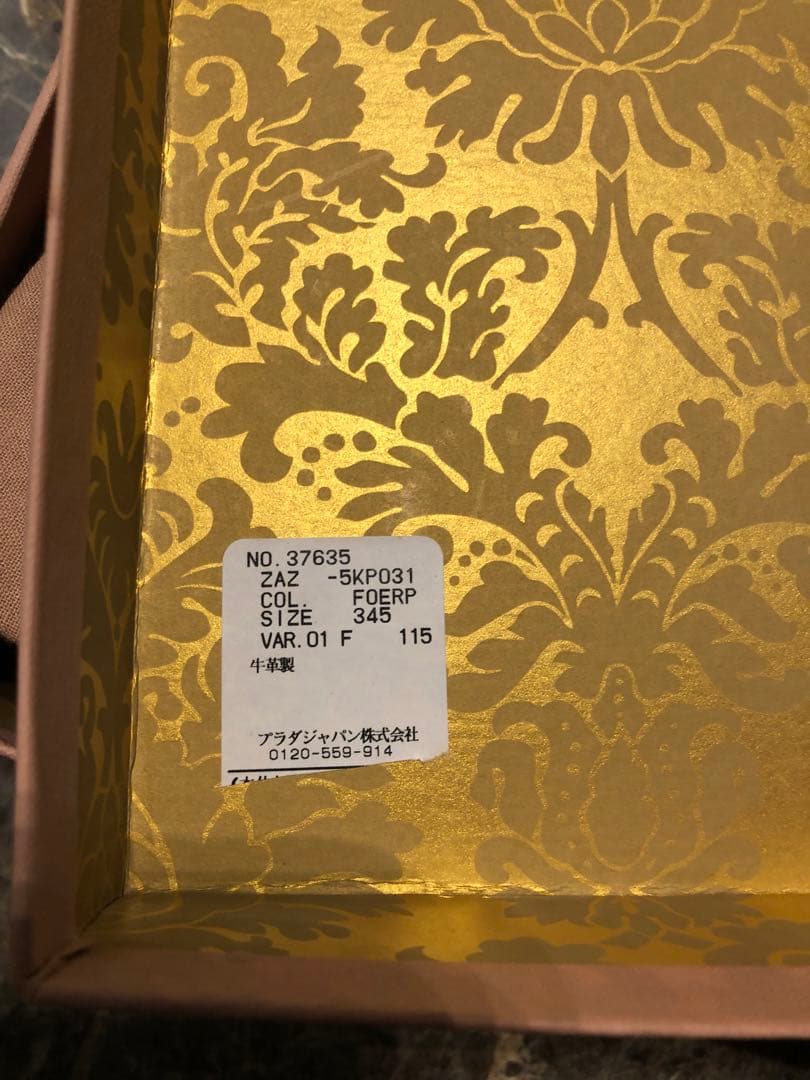 NO.37635
ZAZ -5KP031
COL. F0ERP
SIZE 345
VAR.01 F 115
牛革製
プラダジャパン株式会社
0120-559-914